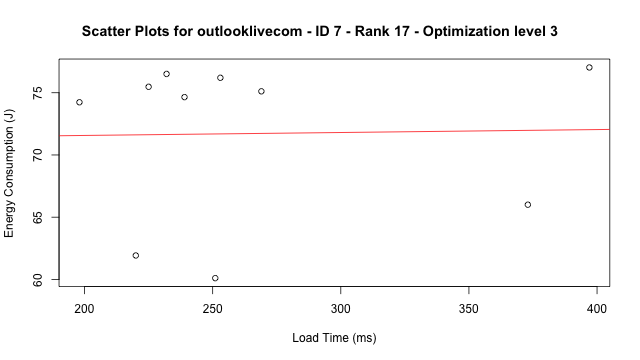 Scatter Plots for outlooklivecom - ID 7 - Rank 17 - Optimization level 3
Energy Consumption (J)
75
70
65
60
200 250 300 350 400
Load Time (ms)